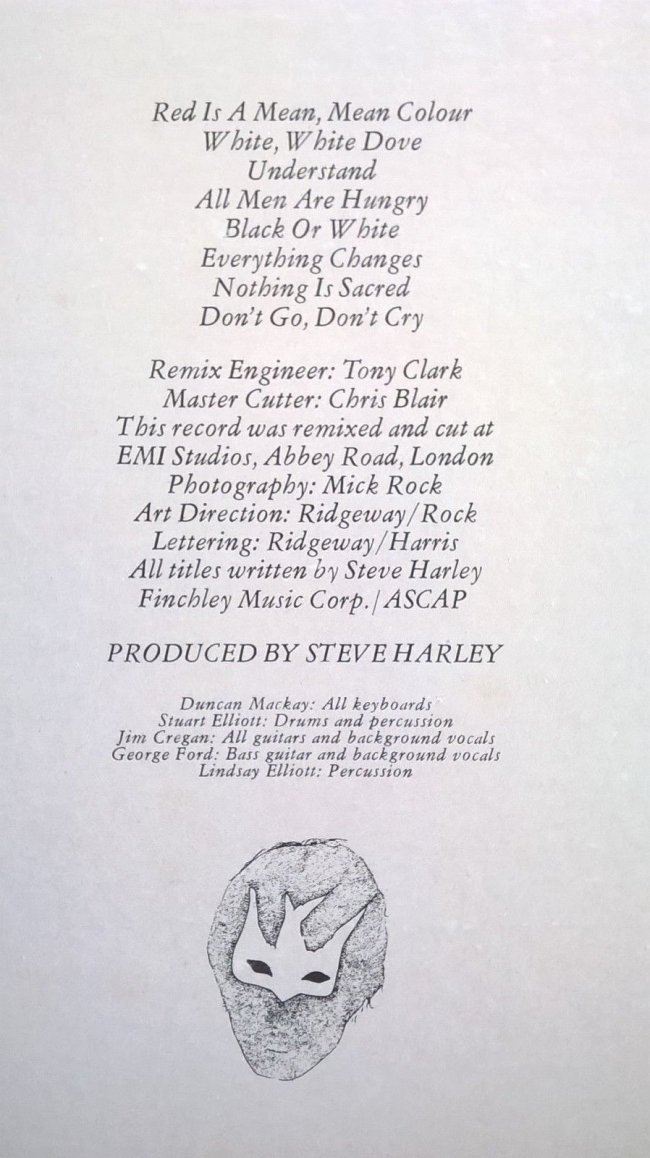 Red Is A Mean, Mean Colour
White, White Dove
Understand
All Men Are Hungry
Black Or White
Everything Changes
Nothing Is Sacred
Don't Go, Don't Cry
Remix Engineer: Tony Clark
Master Cutter: Chris Blair
This record was remixed and cut at
EMI Studios, Abbey Road, London
Photography: Mick Rock
Art Direction: Ridgeway/Rock
Lettering: Ridgeway/Harris
All titles written by Steve Harley
Finchley Music Corp./ASCAP
PRODUCED BY STEVE HARLEY
Duncan Mackay: All keyboards
Stuart Elliott: Drums and percussion
Jim Cregan: All guitars and background vocals
George Ford: Bass guitar and background vocals
Lindsay Elliott: Percussion